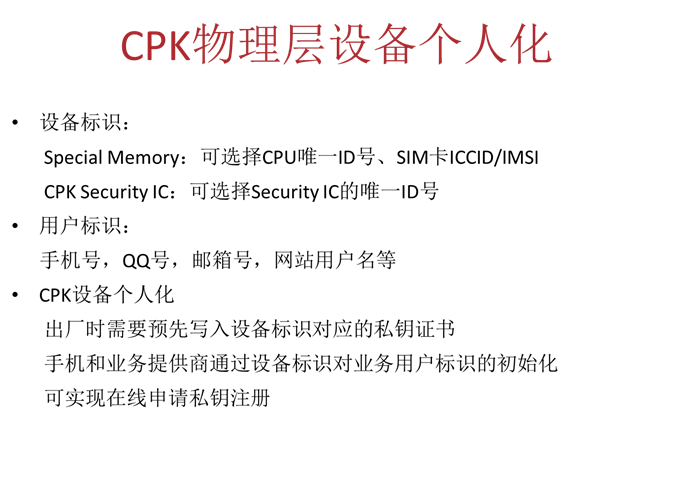 CPK物理层设备个人化
• 设备标识：
Special Memory：可选择CPU唯一ID号、SIM卡ICCID/IMSI
CPK Security IC：可选择Security IC的唯一ID号
• 用户标识：
手机号，QQ号，邮箱号，网站用户名等
• CPK设备个人化
出厂时需要预先写入设备标识对应的私钥证书
手机和业务提供商通过设备标识对业务用户标识的初始化
可实现在线申请私钥注册